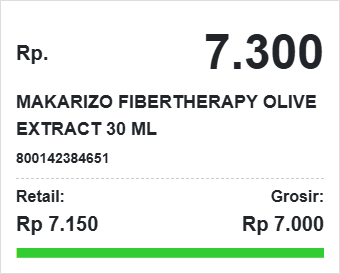 Rp. 7.300
MAKARIZO FIBERTHERAPY OLIVE
EXTRACT 30 ML
800142384651
Retail: Grosir:
Rp 7.150 Rp 7.000